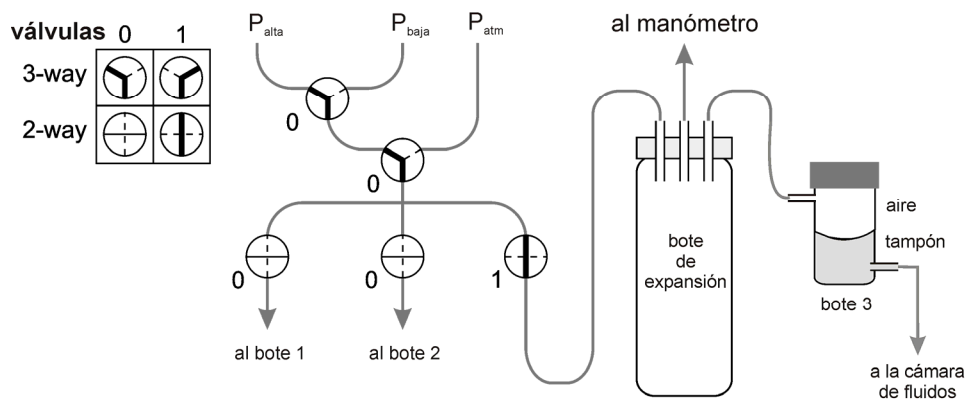 válvulas
0 1
3-way
2-way
P alta
P baja
P atm
0
0
0
0
1
al bote 1
al bote 2
al manómetro
bote
de
expansión
aire
tampón
bote 3
a la cámara
de fluidos